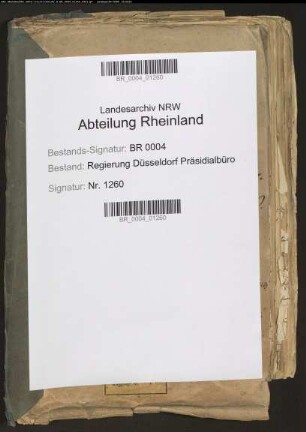 BR_0004_01260
Landesarchiv NRW
Abteilung Rheinland
Bestands-Signatur: BR 0004
Bestand: Regierung Düsseldorf Präsidialbüro
Signatur: Nr. 1260
BR_0004_01260